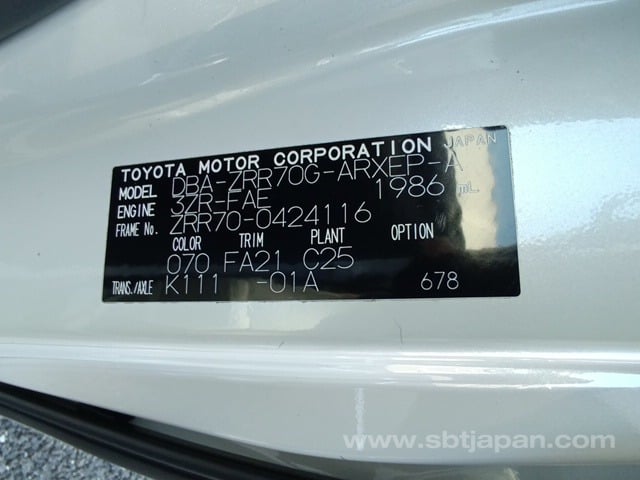 TOYOTA MOTOR CORPORATION JAPAN
MODEL DBA-ZRR70G-ARXEP-A
ENGINE 3ZR-FAE 1986 mL
FRAME No. ZRR70-0424116
COLOR TRIM PLANT OPTION
070 FA21 C25
TRANS./AXLE K111 -01A 678
www.sbtjapan.com